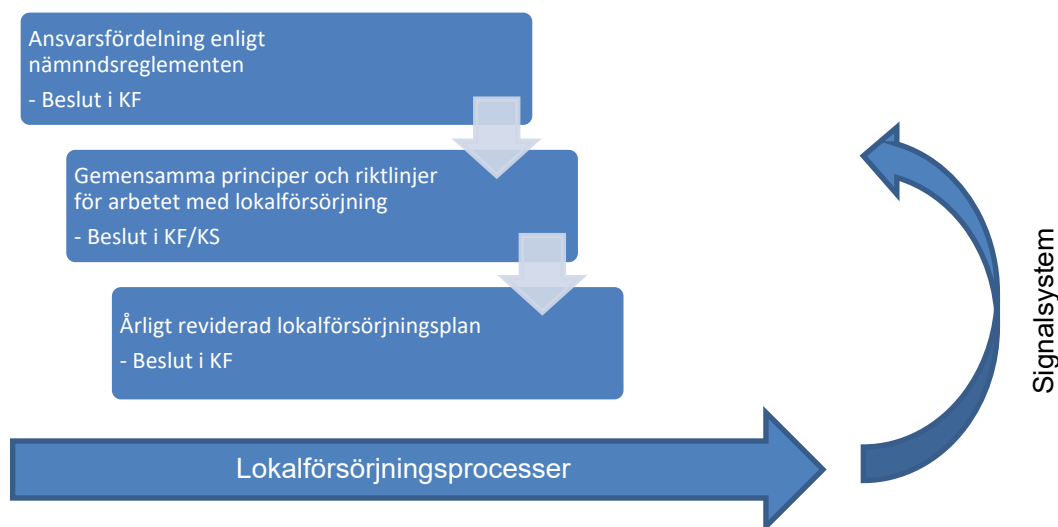 Ansvarsfördelning enligt
nämnndsreglementen
- Beslut i KF
Gemensamma principer och riktlinjer
för arbetet med lokalförsörjning
- Beslut i KF/KS
Årligt reviderad lokalförsörjningsplan
- Beslut i KF
Lokalförsörjningsprocesser
Signalsystem